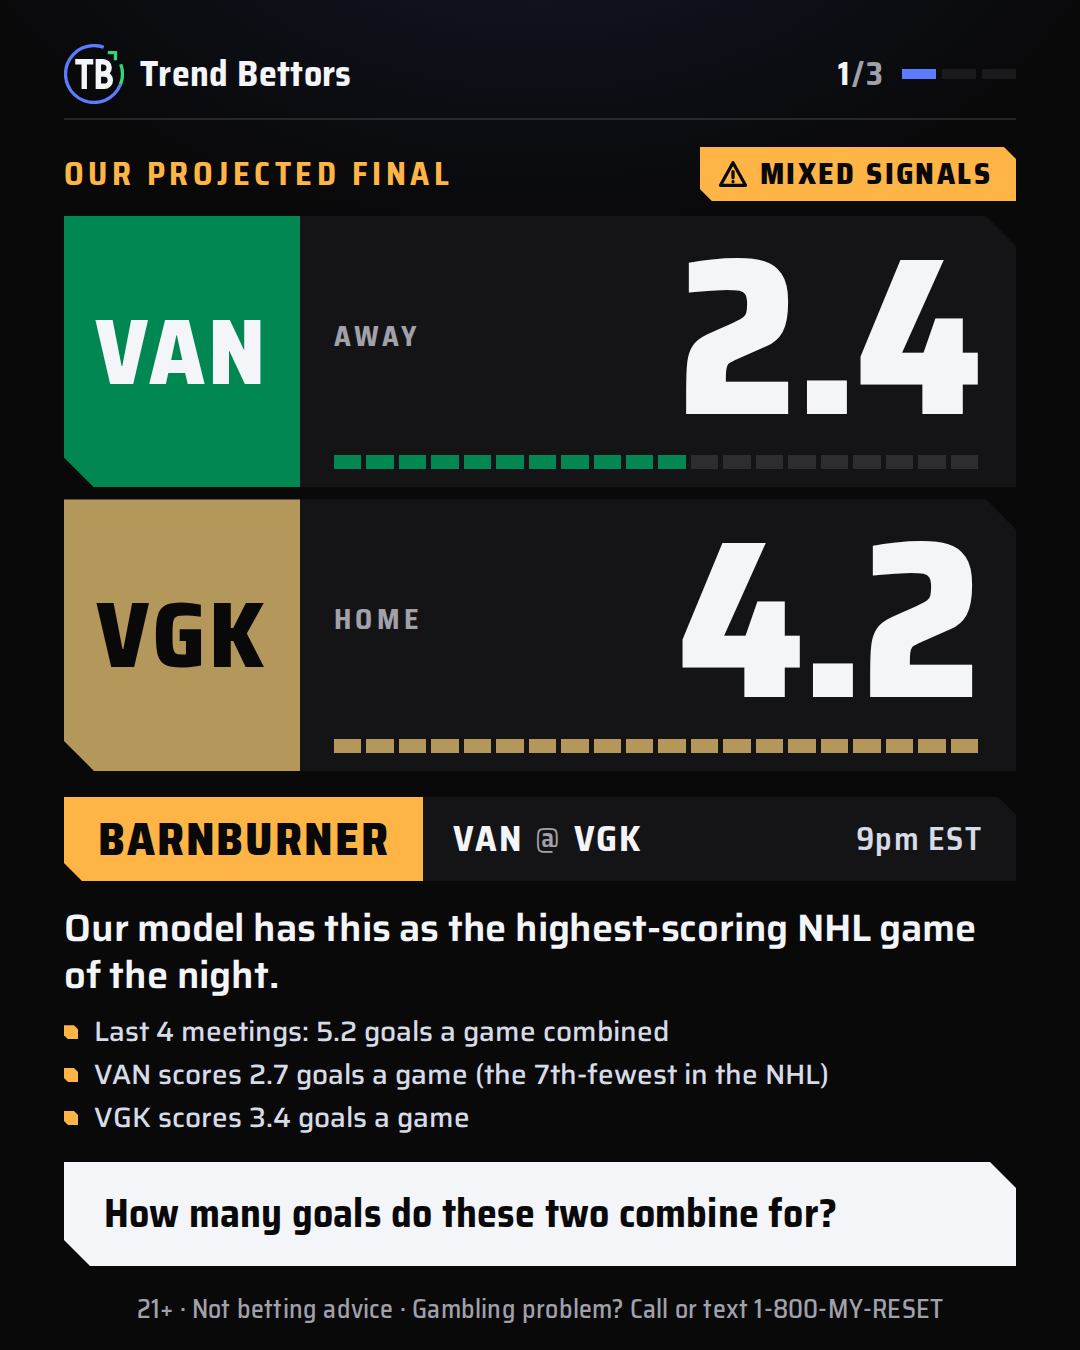 TB Trend Bettors 1/3
OUR PROJECTED FINAL
MIXED SIGNALS
VAN AWAY 2.4
VGK HOME 4.2
BARNBURNER VAN @ VGK 9pm EST
Our model has this as the highest-scoring NHL game
of the night.
Last 4 meetings: 5.2 goals a game combined
VAN scores 2.7 goals a game (the 7th-fewest in the NHL)
VGK scores 3.4 goals a game
How many goals do these two combine for?
21+ · Not betting advice · Gambling problem? Call or text 1-800-MY-RESET